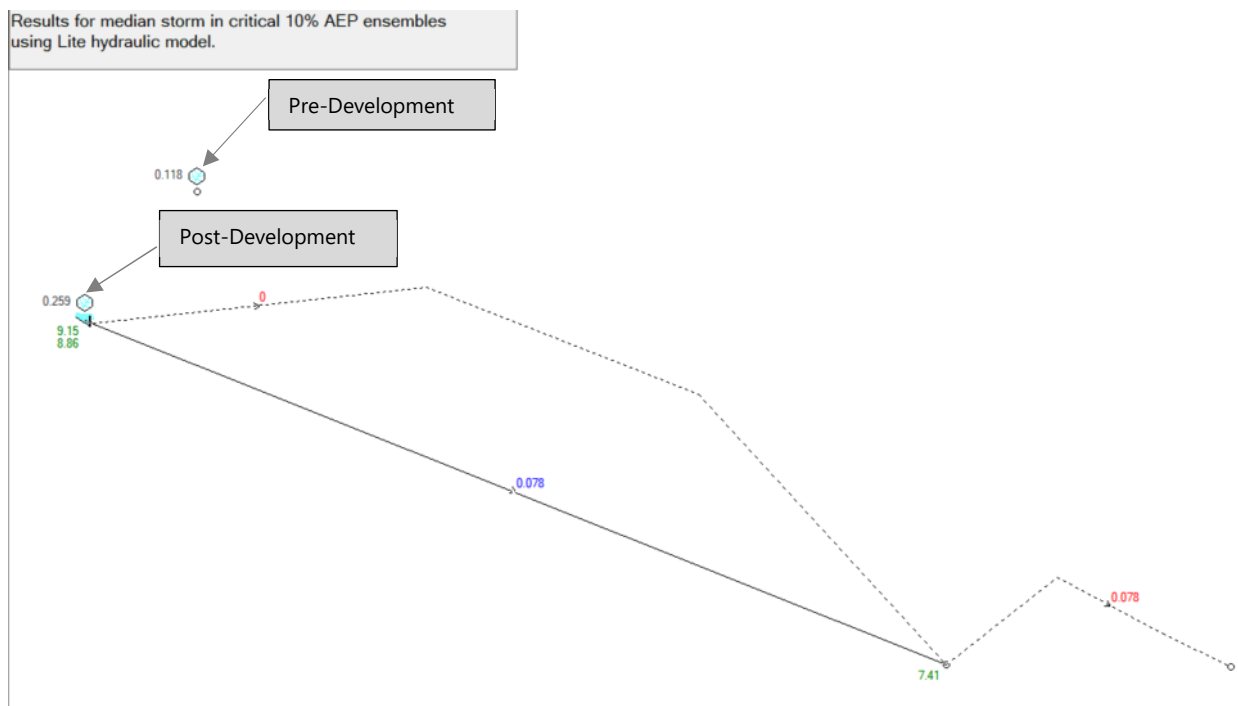 Results for median storm in critical 10% AEP ensembles
using Lite hydraulic model.
Pre-Development
0.118
Post-Development
0.259
0
9.15
8.86
0.078
0.078
7.41